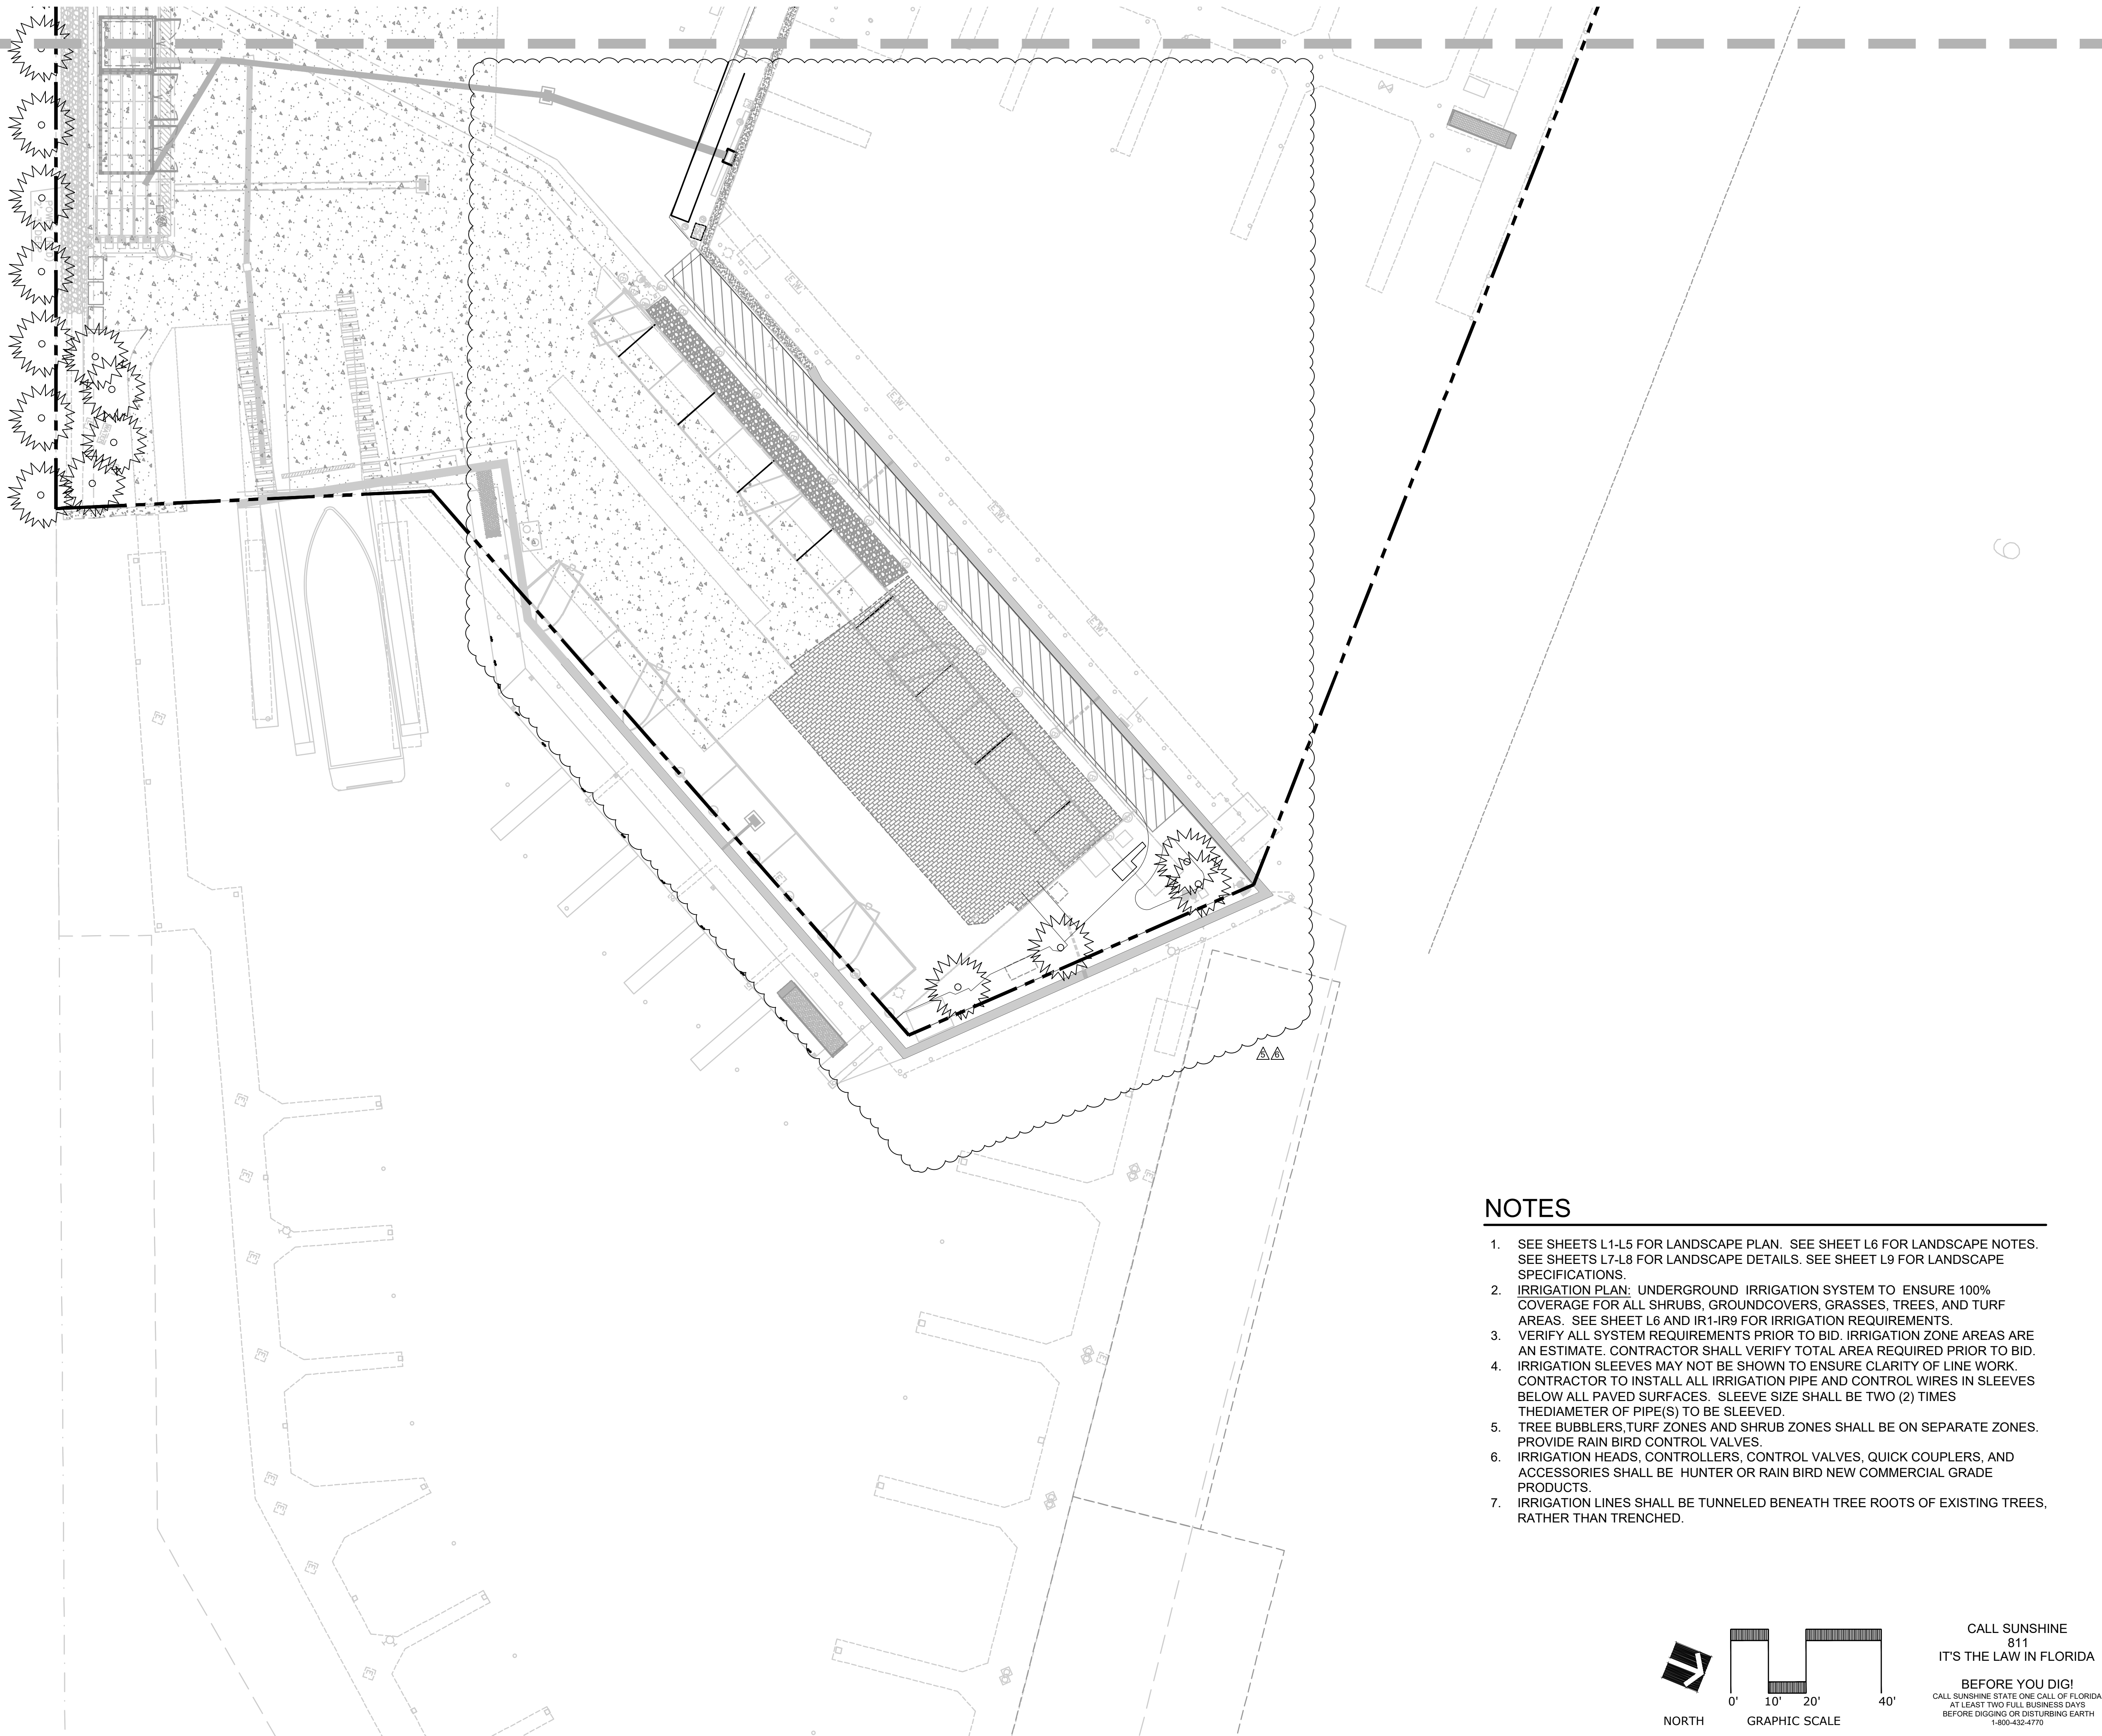 6
5 6
NOTES
1. SEE SHEETS L1-L5 FOR LANDSCAPE PLAN. SEE SHEET L6 FOR LANDSCAPE NOTES.
SEE SHEETS L7-L8 FOR LANDSCAPE DETAILS. SEE SHEET L9 FOR LANDSCAPE
SPECIFICATIONS.
2. IRRIGATION PLAN: UNDERGROUND IRRIGATION SYSTEM TO ENSURE 100%
COVERAGE FOR ALL SHRUBS, GROUNDCOVERS, GRASSES, TREES, AND TURF
AREAS. SEE SHEET L6 AND IR1-IR9 FOR IRRIGATION REQUIREMENTS.
3. VERIFY ALL SYSTEM REQUIREMENTS PRIOR TO BID. IRRIGATION ZONE AREAS ARE
AN ESTIMATE. CONTRACTOR SHALL VERIFY TOTAL AREA REQUIRED PRIOR TO BID.
4. IRRIGATION SLEEVES MAY NOT BE SHOWN TO ENSURE CLARITY OF LINE WORK.
CONTRACTOR TO INSTALL ALL IRRIGATION PIPE AND CONTROL WIRES IN SLEEVES
BELOW ALL PAVED SURFACES. SLEEVE SIZE SHALL BE TWO (2) TIMES
THEDIAMETER OF PIPE(S) TO BE SLEEVED.
5. TREE BUBBLERS,TURF ZONES AND SHRUB ZONES SHALL BE ON SEPARATE ZONES.
PROVIDE RAIN BIRD CONTROL VALVES.
6. IRRIGATION HEADS, CONTROLLERS, CONTROL VALVES, QUICK COUPLERS, AND
ACCESSORIES SHALL BE HUNTER OR RAIN BIRD NEW COMMERCIAL GRADE
PRODUCTS.
7. IRRIGATION LINES SHALL BE TUNNELED BENEATH TREE ROOTS OF EXISTING TREES,
RATHER THAN TRENCHED.
NORTH
0' 10' 20' 40'
GRAPHIC SCALE
CALL SUNSHINE
811
IT'S THE LAW IN FLORIDA
BEFORE YOU DIG!
CALL SUNSHINE STATE ONE CALL OF FLORIDA
AT LEAST TWO FULL BUSINESS DAYS
BEFORE DIGGING OR DISTURBING EARTH
1-800-432-4770